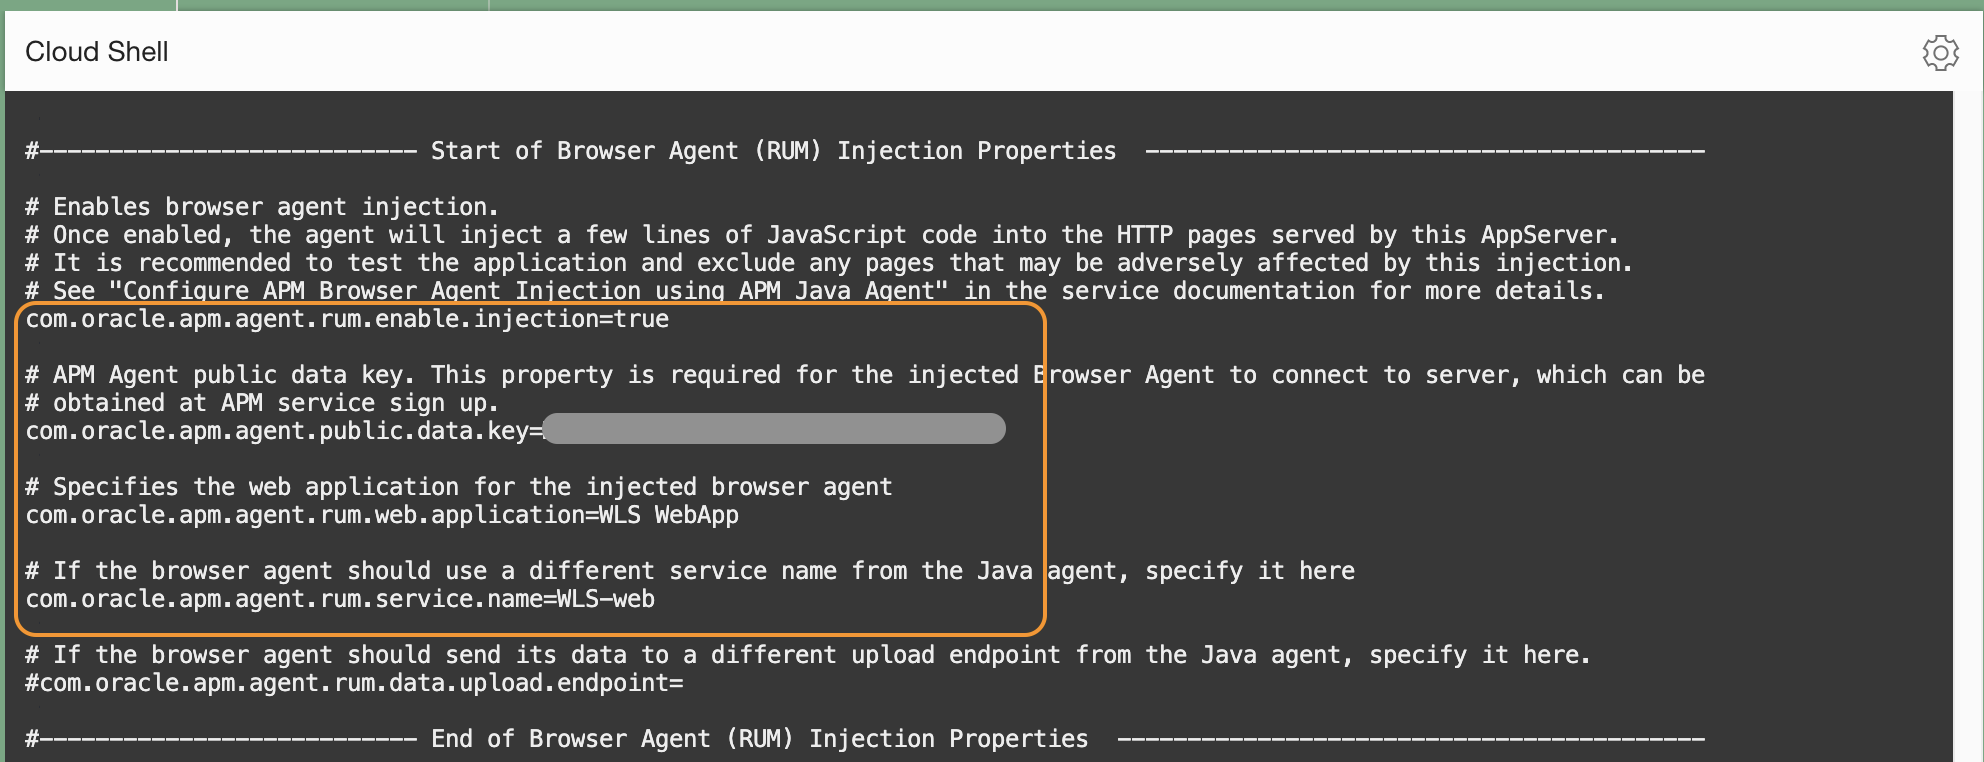 Cloud Shell
#--------------------------- Start of Browser Agent (RUM) Injection Properties  ----------------------------------------
# Enables browser agent injection.
# Once enabled, the agent will inject a few lines of JavaScript code into the HTTP pages served by this AppServer.
# It is recommended to test the application and exclude any pages that may be adversely affected by this injection.
# See "Configure APM Browser Agent Injection using APM Java Agent" in the service documentation for more details.
com.oracle.apm.agent.rum.enable.injection=true
# APM Agent public data key. This property is required for the injected Browser Agent to connect to server, which can be
# obtained at APM service sign up.
com.oracle.apm.agent.public.data.key=
# Specifies the web application for the injected browser agent
com.oracle.apm.agent.rum.web.application=WLS WebApp
# If the browser agent should use a different service name from the Java agent, specify it here
com.oracle.apm.agent.rum.service.name=WLS-web
# If the browser agent should send its data to a different upload endpoint from the Java agent, specify it here.
#com.oracle.apm.agent.rum.data.upload.endpoint=
#--------------------------- End of Browser Agent (RUM) Injection Properties  ------------------------------------------